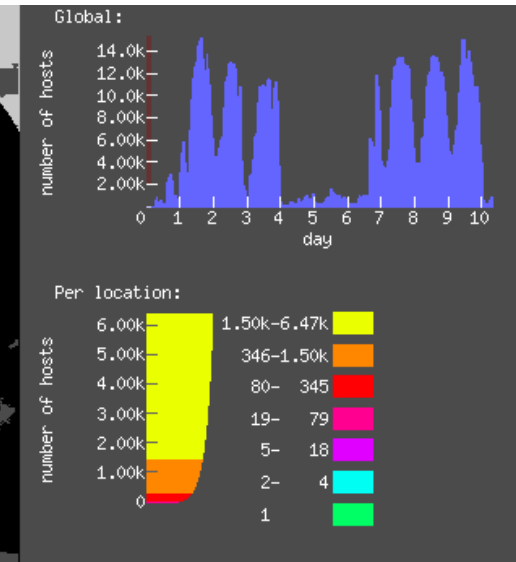 Global:
number of hosts
14.0k
12.0k
10.0k
8.00k
6.00k
4.00k
2.00k
0 1 2 3 4 5 6 7 8 9 10
day
Per location:
number of hosts
6.00k
5.00k
4.00k
3.00k
2.00k
1.00k
0
1.50k-6.47k
346-1.50k
80- 345
19- 79
5- 18
2- 4
1